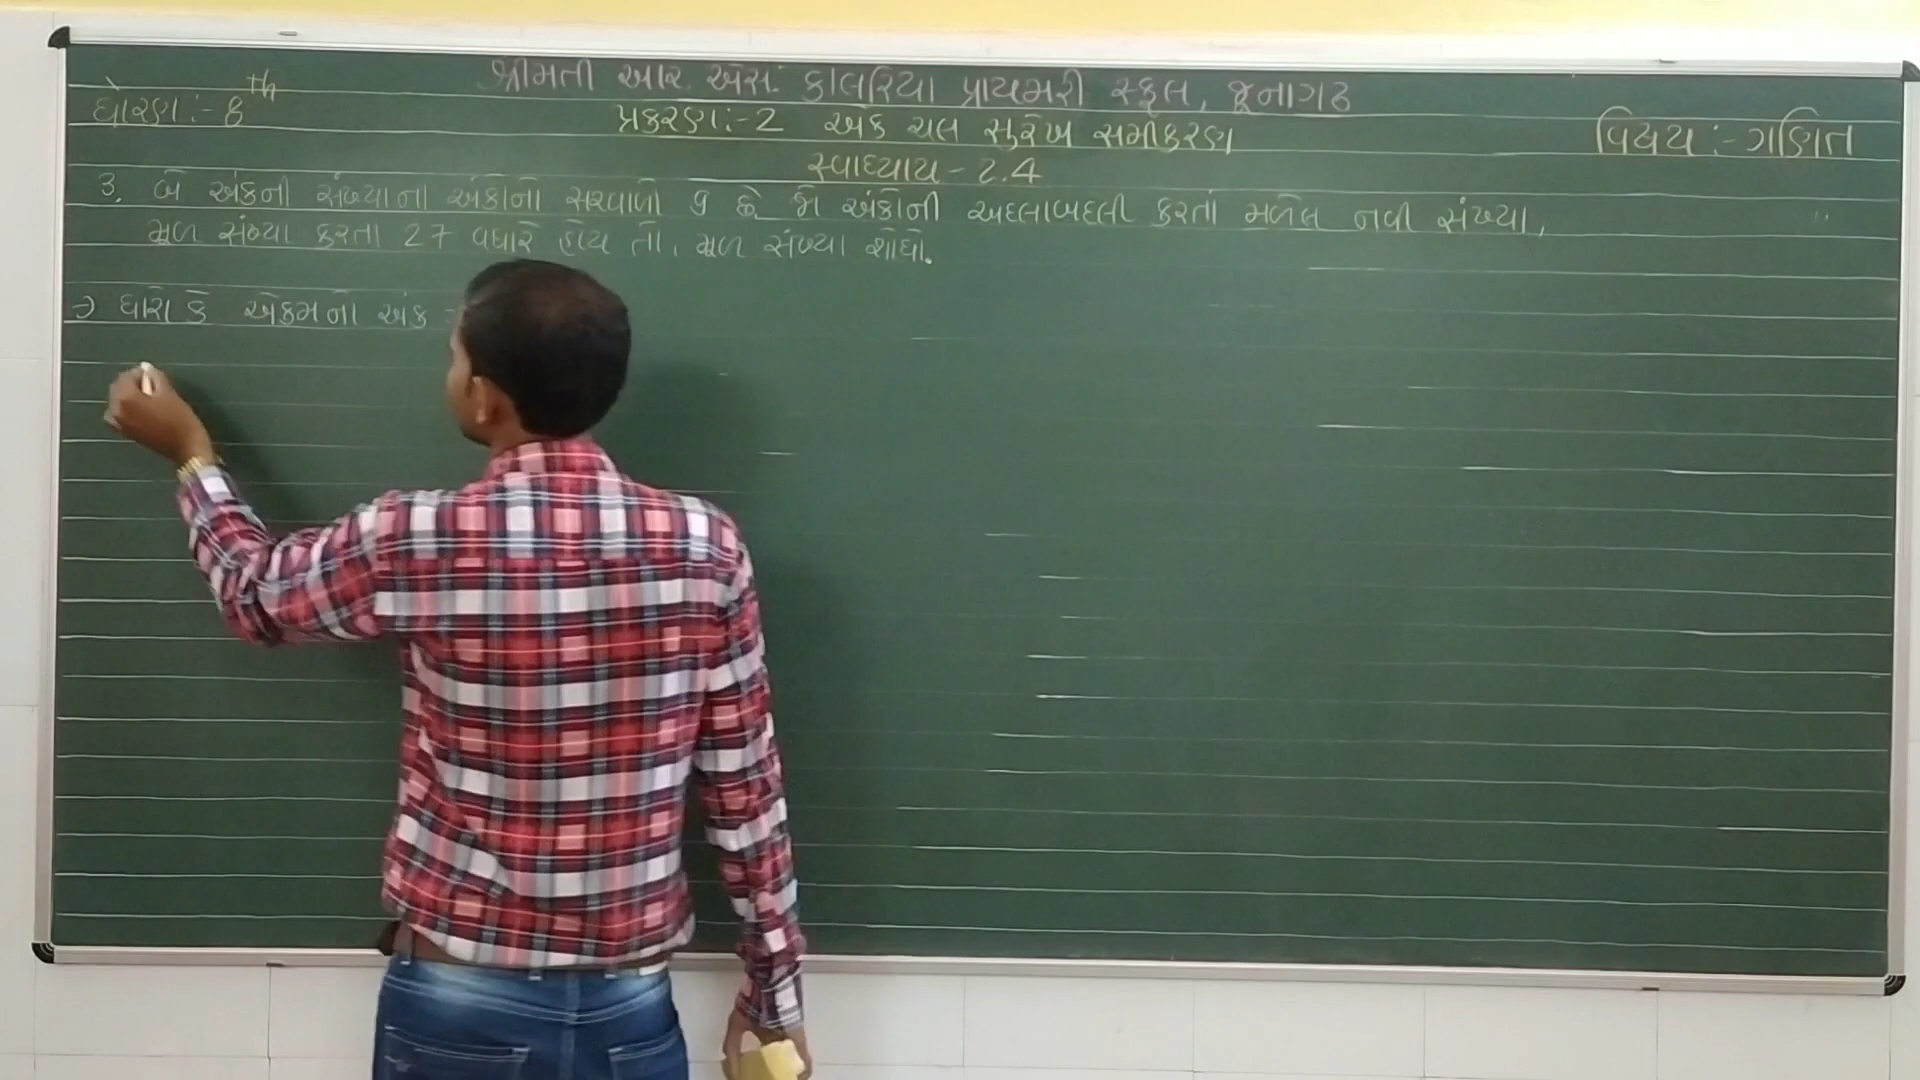 શ્રીમતી આર. એસ. કાલરિયા પ્રાયમરી સ્કૂલ, જૂનાગઢ
ધોરણ :- 8th
પ્રકરણ :- 2 એક ચલ સુરેખ સમીકરણ
વિષય :- ગણિત
સ્વાધ્યાય - 2.4
3. બે અંકની સંખ્યાના અંકોનો સરવાળો 9 છે. જો અંકોની અદલાબદલી કરતાં મળેલ નવી સંખ્યા,
મૂળ સંખ્યા કરતા 27 વધારે હોય તો, મૂળ સંખ્યા શોધો.
→ ધારો કે એકમનો અંક =